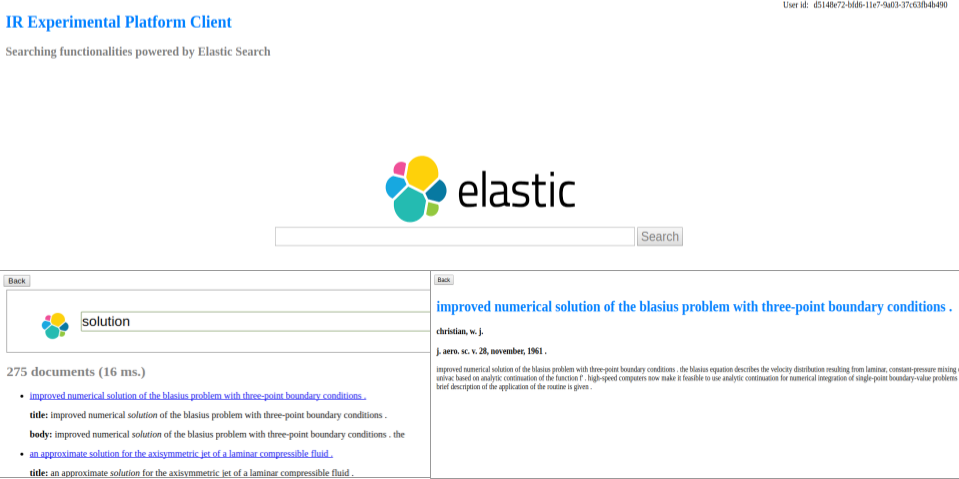 User id: d5148e72-bfd6-11e7-9a03-37c63fb4b490
IR Experimental Platform Client
Searching functionalities powered by Elastic Search
elastic
Search
Back
solution
275 documents (16 ms.)
improved numerical solution of the blasius problem with three-point boundary conditions .
title: improved numerical solution of the blasius problem with three-point boundary conditions .
body: improved numerical solution of the blasius problem with three-point boundary conditions . the
an approximate solution for the axisymmetric jet of a laminar compressible fluid .
title: an approximate solution for the axisymmetric jet of a laminar compressible fluid .
Back
improved numerical solution of the blasius problem with three-point boundary conditions .
christian, w. j.
j. aero. sc. v. 28, november, 1961 .
improved numerical solution of the blasius problem with three-point boundary conditions . the blasius equation describes the velocity distribution resulting from laminar, constant-pressure mixing
univac based on analytic continuation of the function f' . high-speed computers now make it feasible to use analytic continuation for numerical integration of single-point boundary-value problems
brief description of the application of the routine is given .